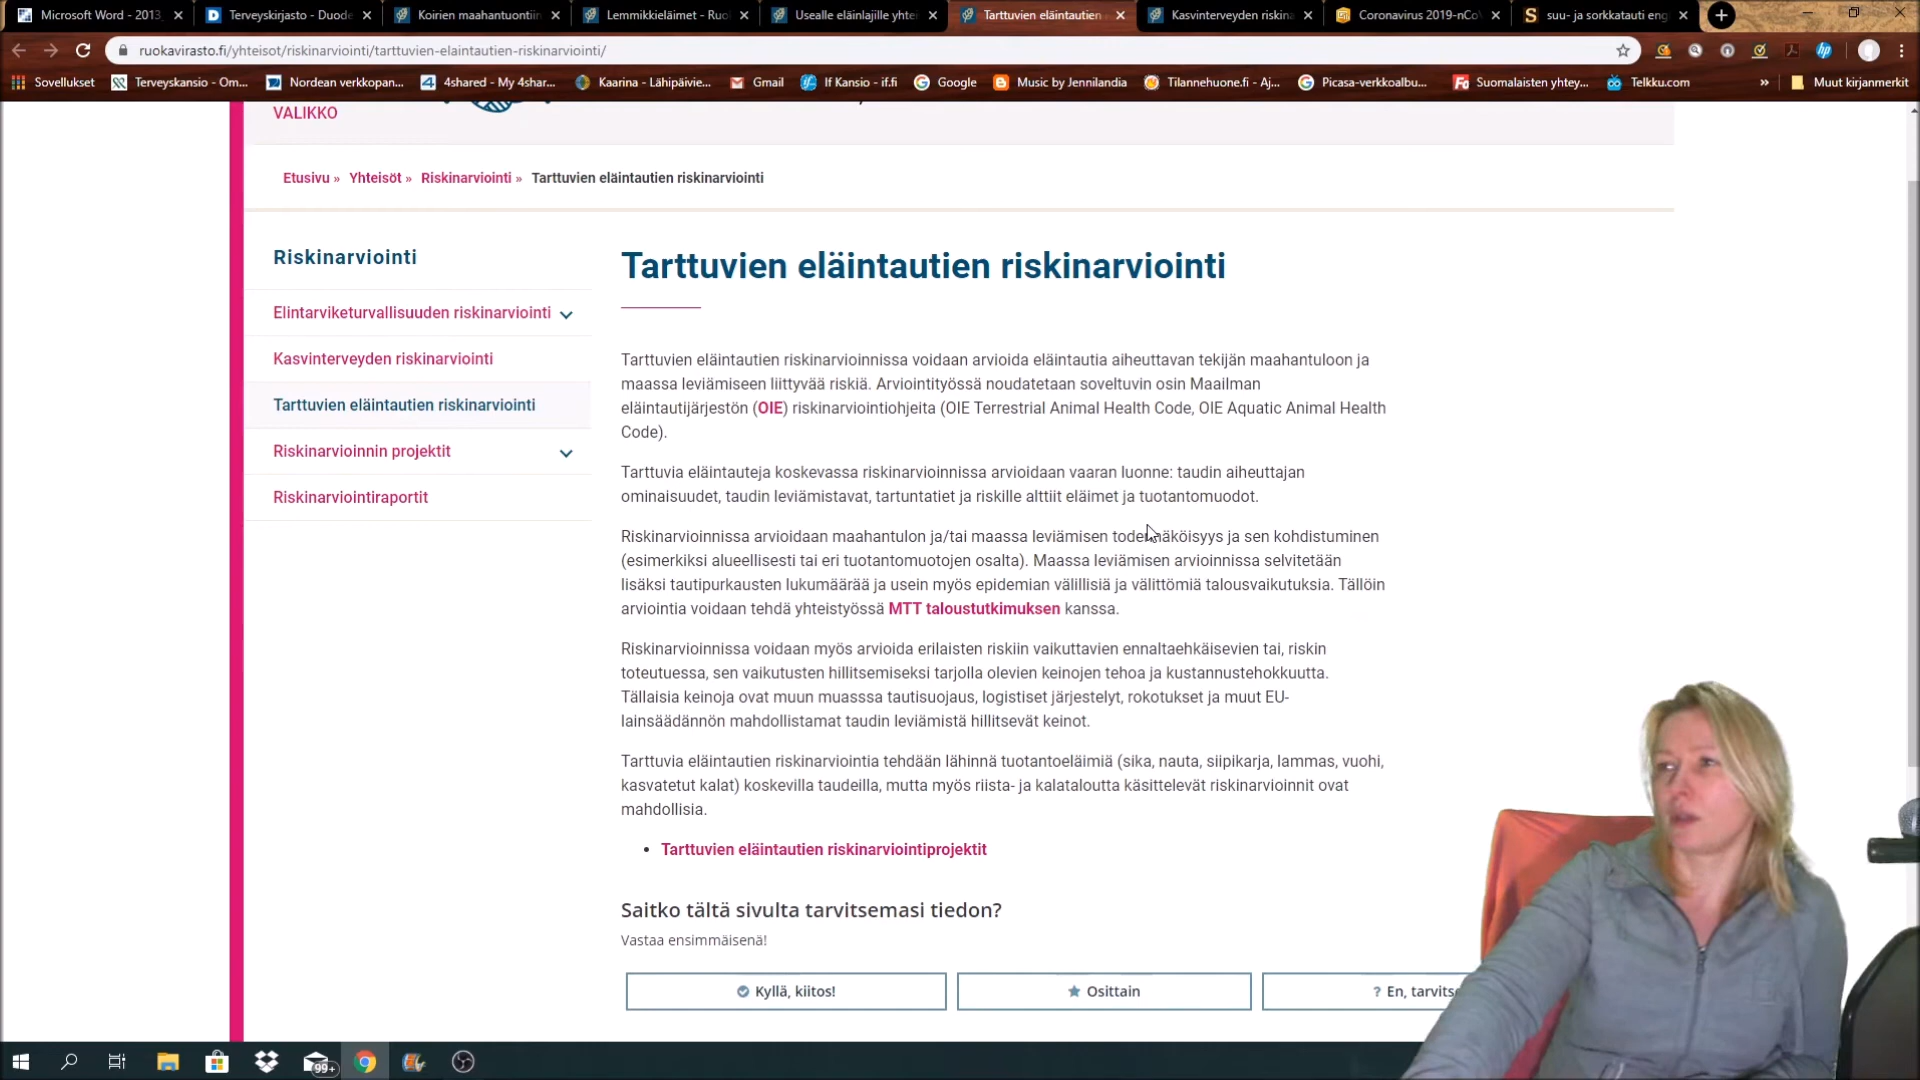 Microsoft Word - 2013
Terveyskirjasto - Duode
Koirien maahantuontiin
Lemmikkieläimet - Ruo
Usealle eläinlajille yhte
Tarttuvien eläintautien
Kasvinterveyden riskina
Coronavirus 2019-nCo
suu- ja sorkkatauti eng
ruokavirasto.fi/yhteisot/riskinarviointi/tarttuvien-elaintautien-riskinarviointi/
Sovellukset
Terveyskansio - Om...
Nordean verkkopan...
4shared - My 4shar...
Kaarina - Lähipäivie...
Gmail
If Kansio - if.fi
Google
Music by Jennilandia
Tilannehuone.fi - Aj...
Picasa-verkkoalbu...
Suomalaisten yhtey...
Telkku.com
»
Muut kirjanmerkit
VALIKKO
Etusivu » Yhteisöt » Riskinarviointi » Tarttuvien eläintautien riskinarviointi
Riskinarviointi
Elintarviketurvallisuuden riskinarviointi
Kasvinterveyden riskinarviointi
Tarttuvien eläintautien riskinarviointi
Riskinarvioinnin projektit
Riskinarviointiraportit
Tarttuvien eläintautien riskinarviointi
Tarttuvien eläintautien riskinarvioinnissa voidaan arvioida eläintautia aiheuttavan tekijän maahantuloon ja
maassa leviämiseen liittyvää riskiä. Arviointityössä noudatetaan soveltuvin osin Maailman
eläintautijärjestön (OIE) riskinarviointiohjeita (OIE Terrestrial Animal Health Code, OIE Aquatic Animal Health
Code).
Tarttuvia eläintauteja koskevassa riskinarvioinnissa arvioidaan vaaran luonne: taudin aiheuttajan
ominaisuudet, taudin leviämistavat, tartuntatiet ja riskille alttiit eläimet ja tuotantomuodot.
Riskinarvioinnissa arvioidaan maahantulon ja/tai maassa leviämisen todennäköisyys ja sen kohdistuminen
(esimerkiksi alueellisesti tai eri tuotantomuotojen osalta). Maassa leviämisen arvioinnissa selvitetään
lisäksi tautipurkausten lukumäärää ja usein myös epidemian välillisiä ja välittömiä talousvaikutuksia. Tällöin
arviointia voidaan tehdä yhteistyössä MTT taloustutkimuksen kanssa.
Riskinarvioinnissa voidaan myös arvioida erilaisten riskiin vaikuttavien ennaltaehkäisevien tai, riskin
toteutuessa, sen vaikutusten hillitsemiseksi tarjolla olevien keinojen tehoa ja kustannustehokkuutta.
Tällaisia keinoja ovat muun muasssa tautisuojaus, logistiset järjestelyt, rokotukset ja muut EU-
lainsäädännön mahdollistamat taudin leviämistä hillitsevät keinot.
Tarttuvia eläintautien riskinarviointia tehdään lähinnä tuotantoeläimiä (sika, nauta, siipikarja, lammas, vuohi,
kasvatetut kalat) koskevilla taudeilla, mutta myös riista- ja kalataloutta käsittelevät riskinarvioinnit ovat
mahdollisia.
• Tarttuvien eläintautien riskinarviointiprojektit
Saitko tältä sivulta tarvitsemasi tiedon?
Vastaa ensimmäisenä!
Kyllä, kiitos!
Osittain
? En, tarvits
99+